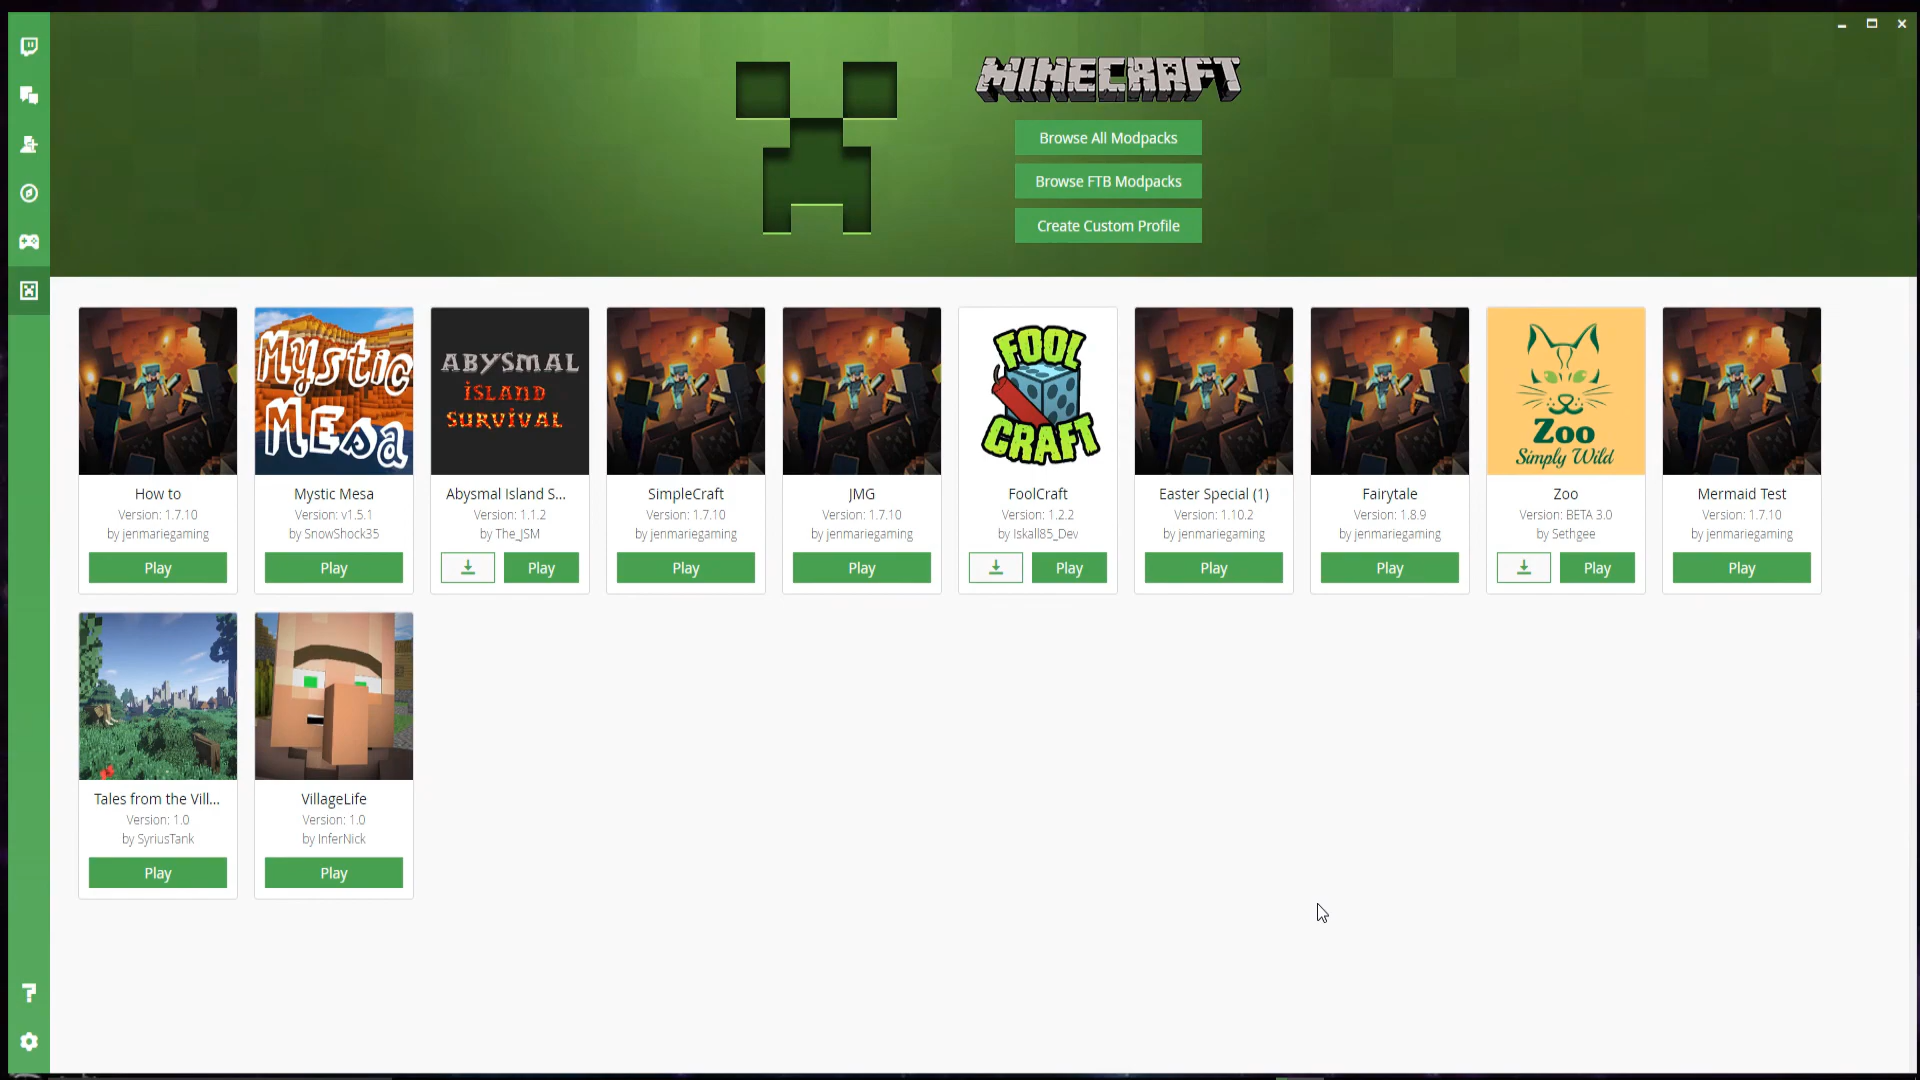 MINECRAFT
Browse All Modpacks
Browse FTB Modpacks
Create Custom Profile
Mystic
Mesa
ABYSMAL
ISLAND
SURVIVAL
FOOL
CRAFT
Zoo
Simply Wild
How to
Version: 1.7.10
by jenmariegaming
Play
Mystic Mesa
Version: v1.5.1
by SnowShock35
Play
Abysmal Island S...
Version: 1.1.2
by The_JSM
Play
SimpleCraft
Version: 1.7.10
by jenmariegaming
Play
JMG
Version: 1.7.10
by jenmariegaming
Play
FoolCraft
Version: 1.2.2
by Iskall85_Dev
Play
Easter Special (1)
Version: 1.10.2
by jenmariegaming
Play
Fairytale
Version: 1.8.9
by jenmariegaming
Play
Zoo
Version: BETA 3.0
by Sethgee
Play
Mermaid Test
Version: 1.7.10
by jenmariegaming
Play
Tales from the Vill...
Version: 1.0
by SyriusTank
Play
VillageLife
Version: 1.0
by InferNick
Play